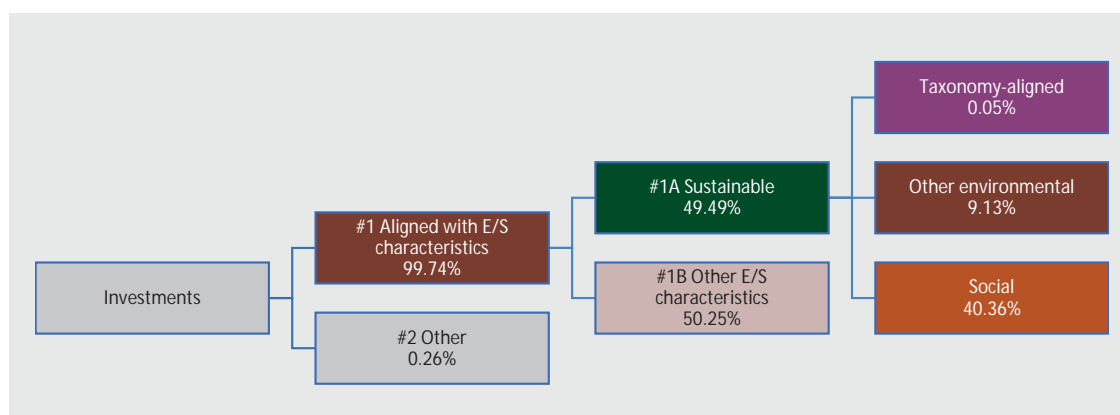 Investments
#1 Aligned with E/S
characteristics
99.74%
#2 Other
0.26%
#1A Sustainable
49.49%
#1B Other E/S
characteristics
50.25%
Taxonomy-aligned
0.05%
Other environmental
9.13%
Social
40.36%